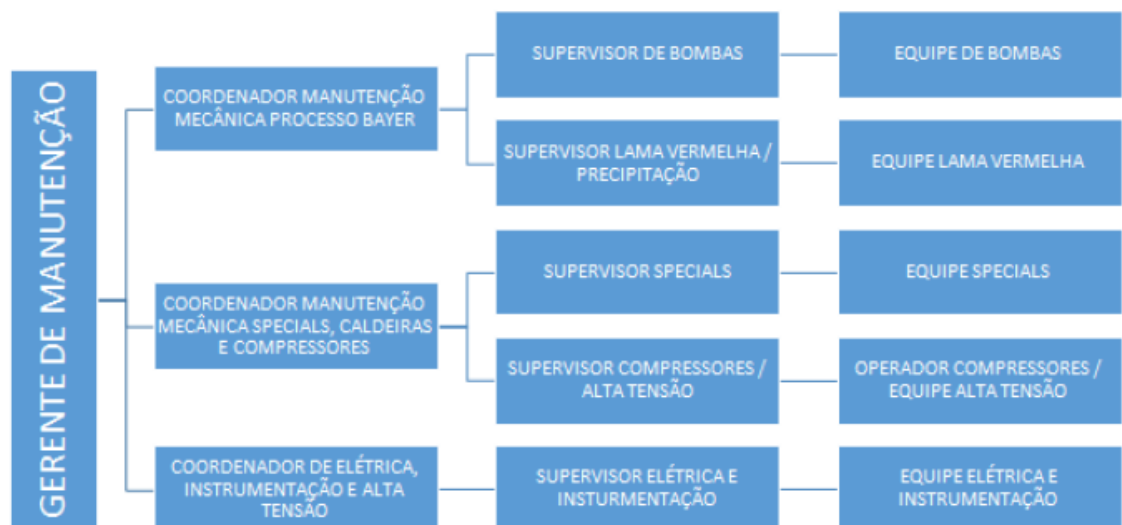 GERENTE DE MANUTENÇÃO
COORDENADOR MANUTENÇÃO
MECÂNICA PROCESSO BAYER
SUPERVISOR DE BOMBAS
EQUIPE DE BOMBAS
SUPERVISOR LAMA VERMELHA /
PRECIPITAÇÃO
EQUIPE LAMA VERMELHA
COORDENADOR MANUTENÇÃO
MECÂNICA SPECIALS, CALDEIRAS
E COMPRESSORES
SUPERVISOR SPECIALS
EQUIPE SPECIALS
SUPERVISOR COMPRESSORES /
ALTA TENSÃO
OPERADOR COMPRESSORES /
EQUIPE ALTA TENSÃO
COORDENADOR DE ELÉTRICA,
INSTRUMENTAÇÃO E ALTA
TENSÃO
SUPERVISOR ELÉTRICA E
INSTURMENTAÇÃO
EQUIPE ELÉTRICA E
INSTRUMENTAÇÃO